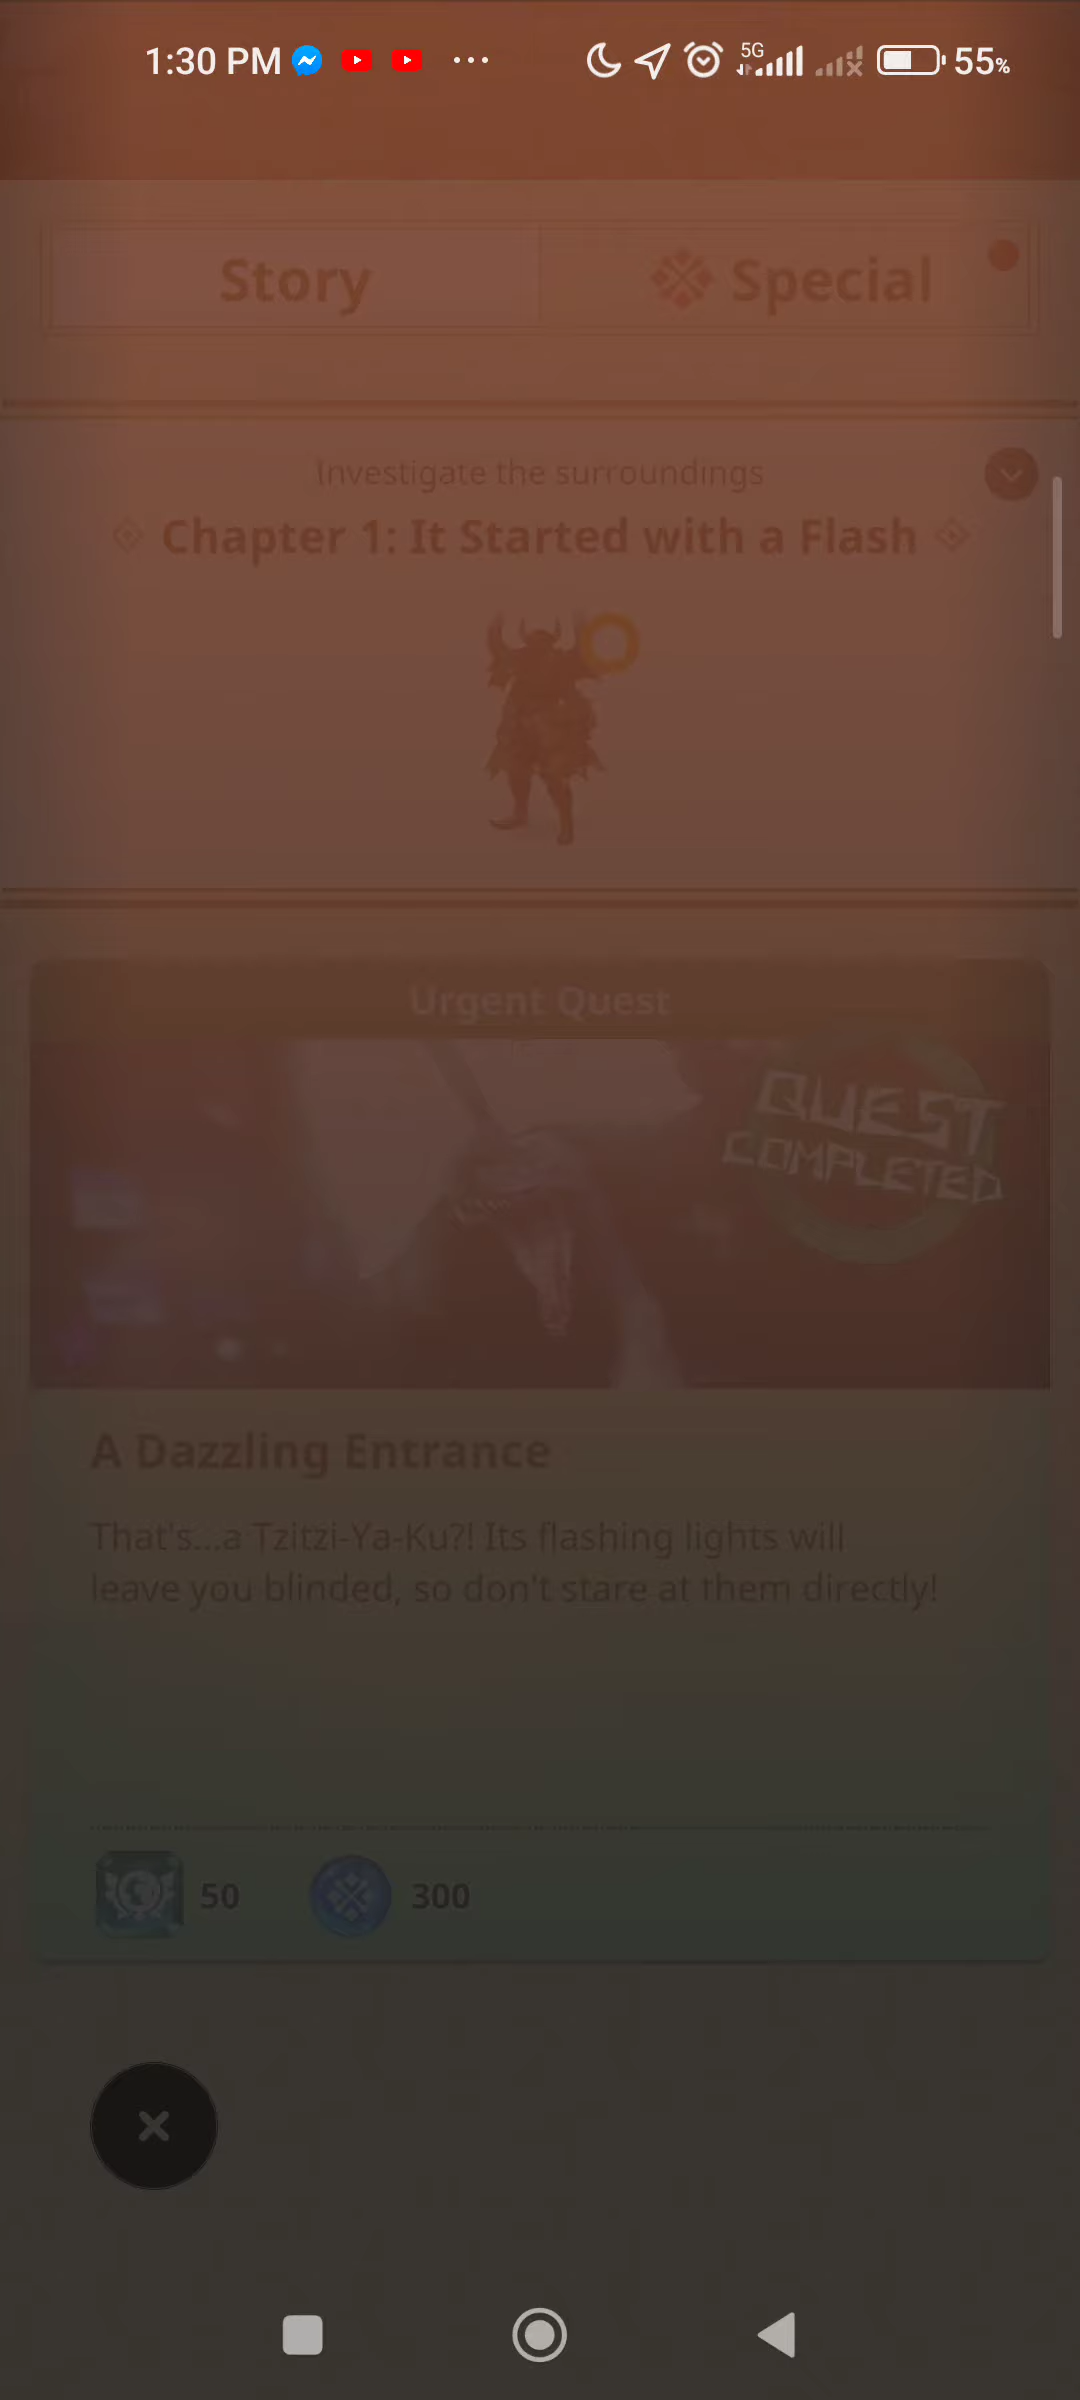 1:30 PM ... 5G 55%
Story Special
Investigate the surroundings
Chapter 1: It Started with a Flash
Urgent Quest
QUEST
COMPLETED
A Dazzling Entrance
That's...a Tzitzi-Ya-Ku?! Its flashing lights will
leave you blinded, so don't stare at them directly!
50 300